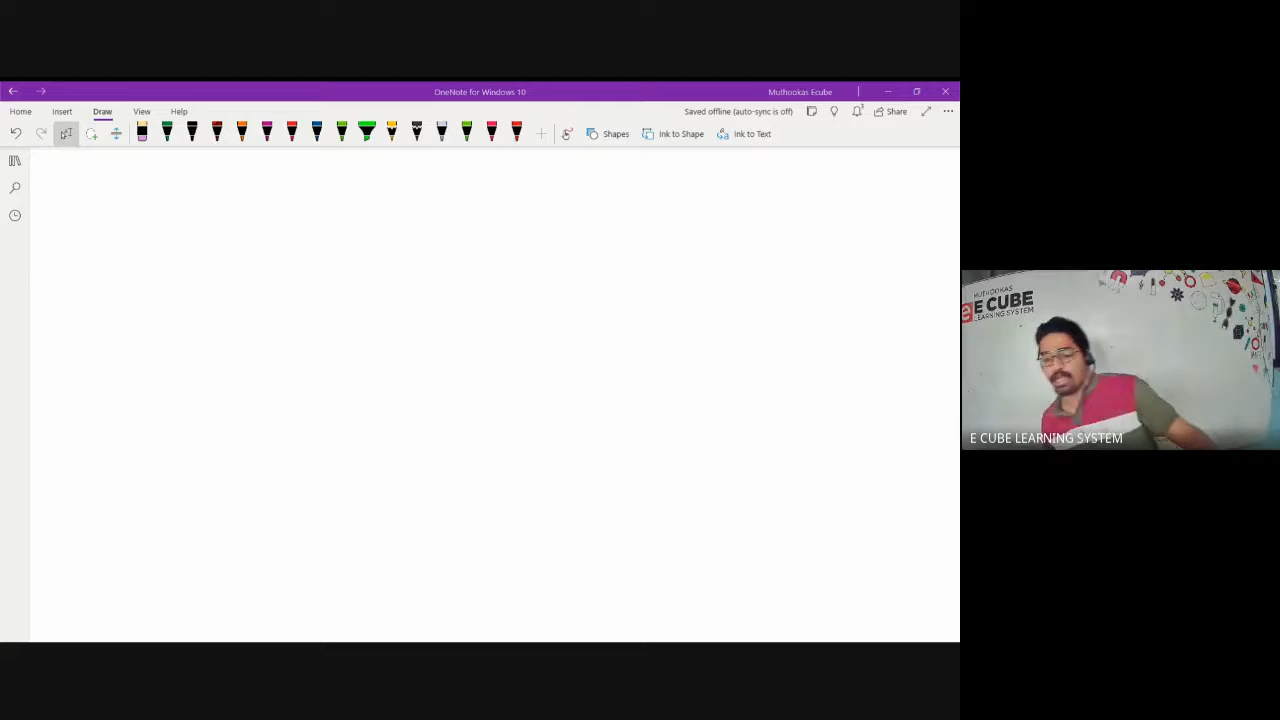 OneNote for Windows 10
Muthookas Ecube
Home Insert Draw View Help
Saved offline (auto-sync is off)
Share
Shapes
Ink to Shape
Ink to Text
MUTHOOKAS
E CUBE
LEARNING SYSTEM
E CUBE LEARNING SYSTEM